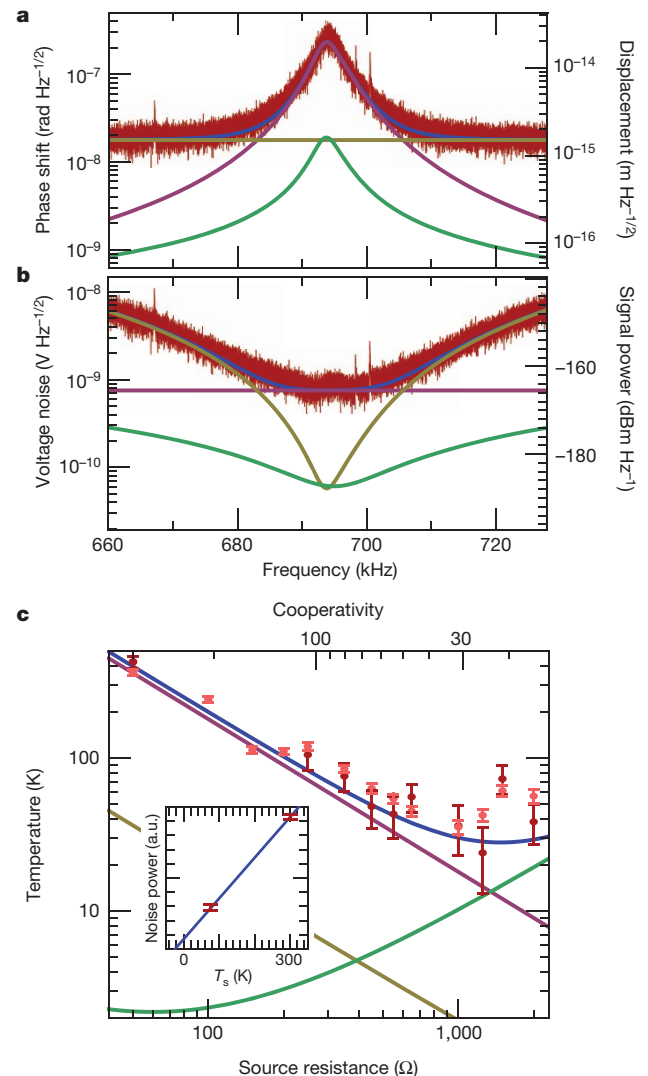 a
Phase shift (rad Hz–1/2)
10–7
10–8
10–9
Displacement (m Hz–1/2)
10–14
10–15
10–16
b
Voltage noise (V Hz–1/2)
10–8
10–9
10–10
Signal power (dBm Hz–1)
–160
–180
660 680 700 720
Frequency (kHz)
c
Cooperativity
100 30
Temperature (K)
100
10
Noise power (a.u.)
0 300
Ts (K)
100 1,000
Source resistance (Ω)